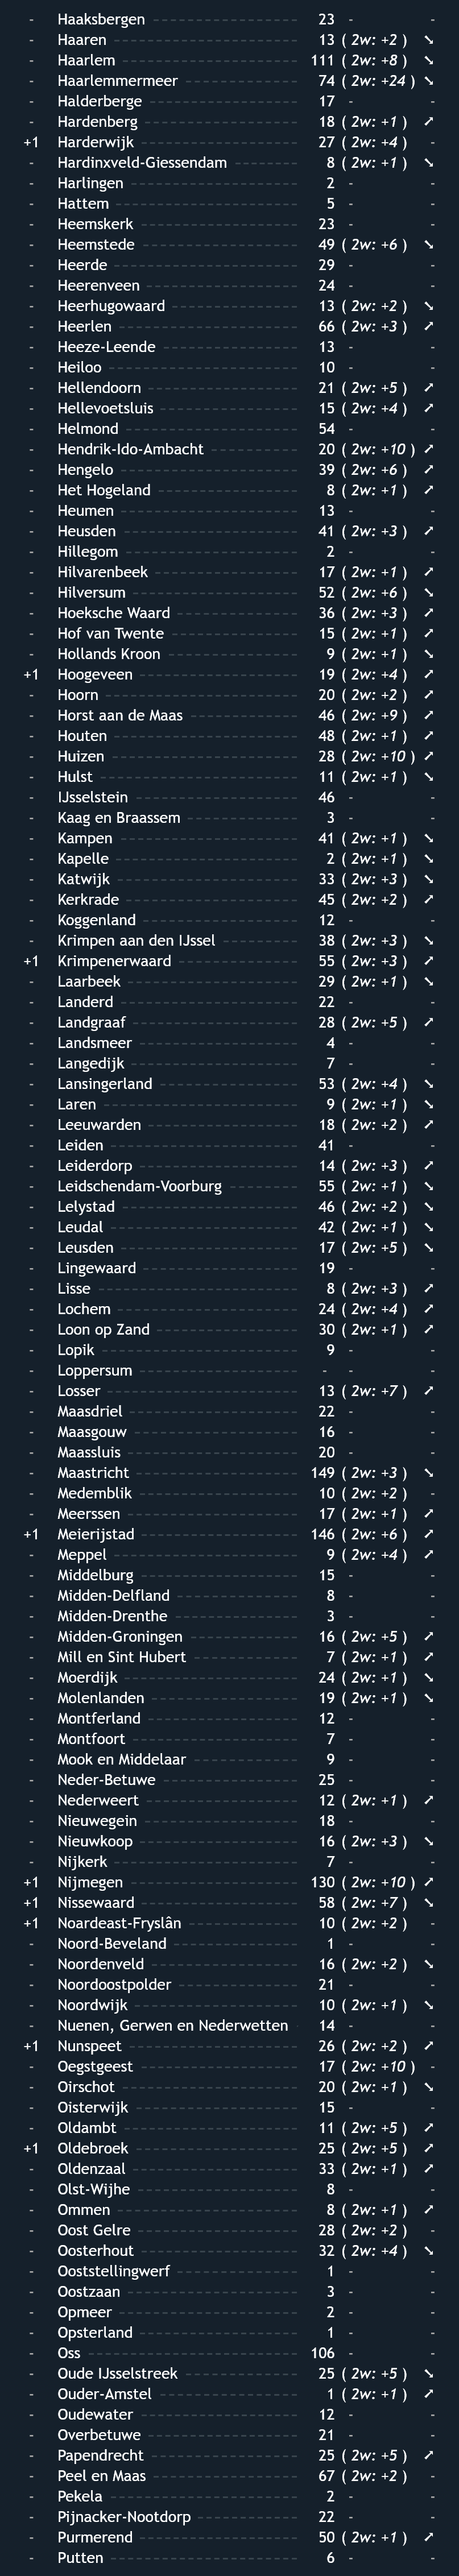 - Haaksbergen 23 - -
- Haaren 13 ( 2w: +2 ) ↘
- Haarlem 111 ( 2w: +8 ) ↘
- Haarlemmermeer 74 ( 2w: +24 ) ↘
- Halderberge 17 - -
- Hardenberg 18 ( 2w: +1 ) ↗
+1 Harderwijk 27 ( 2w: +4 ) -
- Hardinxveld-Giessendam 8 ( 2w: +1 ) ↘
- Harlingen 2 - -
- Hattem 5 - -
- Heemskerk 23 - -
- Heemstede 49 ( 2w: +6 ) ↘
- Heerde 29 - -
- Heerenveen 24 - -
- Heerhugowaard 13 ( 2w: +2 ) ↘
- Heerlen 66 ( 2w: +3 ) ↗
- Heeze-Leende 13 - -
- Heiloo 10 - -
- Hellendoorn 21 ( 2w: +5 ) ↗
- Hellevoetsluis 15 ( 2w: +4 ) ↗
- Helmond 54 - -
- Hendrik-Ido-Ambacht 20 ( 2w: +10 ) ↗
- Hengelo 39 ( 2w: +6 ) ↗
- Het Hogeland 8 ( 2w: +1 ) ↗
- Heumen 13 - -
- Heusden 41 ( 2w: +3 ) ↗
- Hillegom 2 - -
- Hilvarenbeek 17 ( 2w: +1 ) ↗
- Hilversum 52 ( 2w: +6 ) ↘
- Hoeksche Waard 36 ( 2w: +3 ) ↗
- Hof van Twente 15 ( 2w: +1 ) ↗
- Hollands Kroon 9 ( 2w: +1 ) ↘
+1 Hoogeveen 19 ( 2w: +4 ) ↗
- Hoorn 20 ( 2w: +2 ) ↗
- Horst aan de Maas 46 ( 2w: +9 ) ↗
- Houten 48 ( 2w: +1 ) ↗
- Huizen 28 ( 2w: +10 ) ↗
- Hulst 11 ( 2w: +1 ) ↘
- IJsselstein 46 - -
- Kaag en Braassem 3 - -
- Kampen 41 ( 2w: +1 ) ↘
- Kapelle 2 ( 2w: +1 ) ↘
- Katwijk 33 ( 2w: +3 ) ↘
- Kerkrade 45 ( 2w: +2 ) ↗
- Koggenland 12 - -
- Krimpen aan den IJssel 38 ( 2w: +3 ) ↘
+1 Krimpenerwaard 55 ( 2w: +3 ) ↗
- Laarbeek 29 ( 2w: +1 ) ↘
- Landerd 22 - -
- Landgraaf 28 ( 2w: +5 ) ↗
- Landsmeer 4 - -
- Langedijk 7 - -
- Lansingerland 53 ( 2w: +4 ) ↘
- Laren 9 ( 2w: +1 ) ↘
- Leeuwarden 18 ( 2w: +2 ) ↗
- Leiden 41 - -
- Leiderdorp 14 ( 2w: +3 ) ↗
- Leidschendam-Voorburg 55 ( 2w: +1 ) ↘
- Lelystad 46 ( 2w: +2 ) ↘
- Leudal 42 ( 2w: +1 ) ↘
- Leusden 17 ( 2w: +5 ) ↘
- Lingewaard 19 - -
- Lisse 8 ( 2w: +3 ) ↗
- Lochem 24 ( 2w: +4 ) ↗
- Loon op Zand 30 ( 2w: +1 ) ↗
- Lopik 9 - -
- Loppersum - - -
- Losser 13 ( 2w: +7 ) ↗
- Maasdriel 22 - -
- Maasgouw 16 - -
- Maassluis 20 - -
- Maastricht 149 ( 2w: +3 ) ↘
- Medemblik 10 ( 2w: +2 ) -
- Meerssen 17 ( 2w: +1 ) ↗
+1 Meierijstad 146 ( 2w: +6 ) ↗
- Meppel 9 ( 2w: +4 ) ↗
- Middelburg 15 - -
- Midden-Delfland 8 - -
- Midden-Drenthe 3 - -
- Midden-Groningen 16 ( 2w: +5 ) ↗
- Mill en Sint Hubert 7 ( 2w: +1 ) ↗
- Moerdijk 24 ( 2w: +1 ) ↘
- Molenlanden 19 ( 2w: +1 ) ↘
- Montferland 12 - -
- Montfoort 7 - -
- Mook en Middelaar 9 - -
- Neder-Betuwe 25 - -
- Nederweert 12 ( 2w: +1 ) ↗
- Nieuwegein 18 - -
- Nieuwkoop 16 ( 2w: +3 ) ↘
- Nijkerk 7 - -
+1 Nijmegen 130 ( 2w: +10 ) ↗
+1 Nissewaard 58 ( 2w: +7 ) ↘
+1 Noardeast-Fryslân 10 ( 2w: +2 ) -
- Noord-Beveland 1 - -
- Noordenveld 16 ( 2w: +2 ) ↘
- Noordoostpolder 21 - -
- Noordwijk 10 ( 2w: +1 ) ↘
- Nuenen, Gerwen en Nederwetten 14 - -
+1 Nunspeet 26 ( 2w: +2 ) ↗
- Oegstgeest 17 ( 2w: +10 ) -
- Oirschot 20 ( 2w: +1 ) ↘
- Oisterwijk 15 - -
- Oldambt 11 ( 2w: +5 ) ↗
+1 Oldebroek 25 ( 2w: +5 ) ↗
- Oldenzaal 33 ( 2w: +1 ) ↗
- Olst-Wijhe 8 - -
- Ommen 8 ( 2w: +1 ) ↗
- Oost Gelre 28 ( 2w: +2 ) -
- Oosterhout 32 ( 2w: +4 ) ↘
- Ooststellingwerf 1 - -
- Oostzaan 3 - -
- Opmeer 2 - -
- Opsterland 1 - -
- Oss 106 - -
- Oude IJsselstreek 25 ( 2w: +5 ) ↘
- Ouder-Amstel 1 ( 2w: +1 ) ↗
- Oudewater 12 - -
- Overbetuwe 21 - -
- Papendrecht 25 ( 2w: +5 ) ↗
- Peel en Maas 67 ( 2w: +2 ) -
- Pekela 2 - -
- Pijnacker-Nootdorp 22 - -
- Purmerend 50 ( 2w: +1 ) ↗
- Putten 6 - -